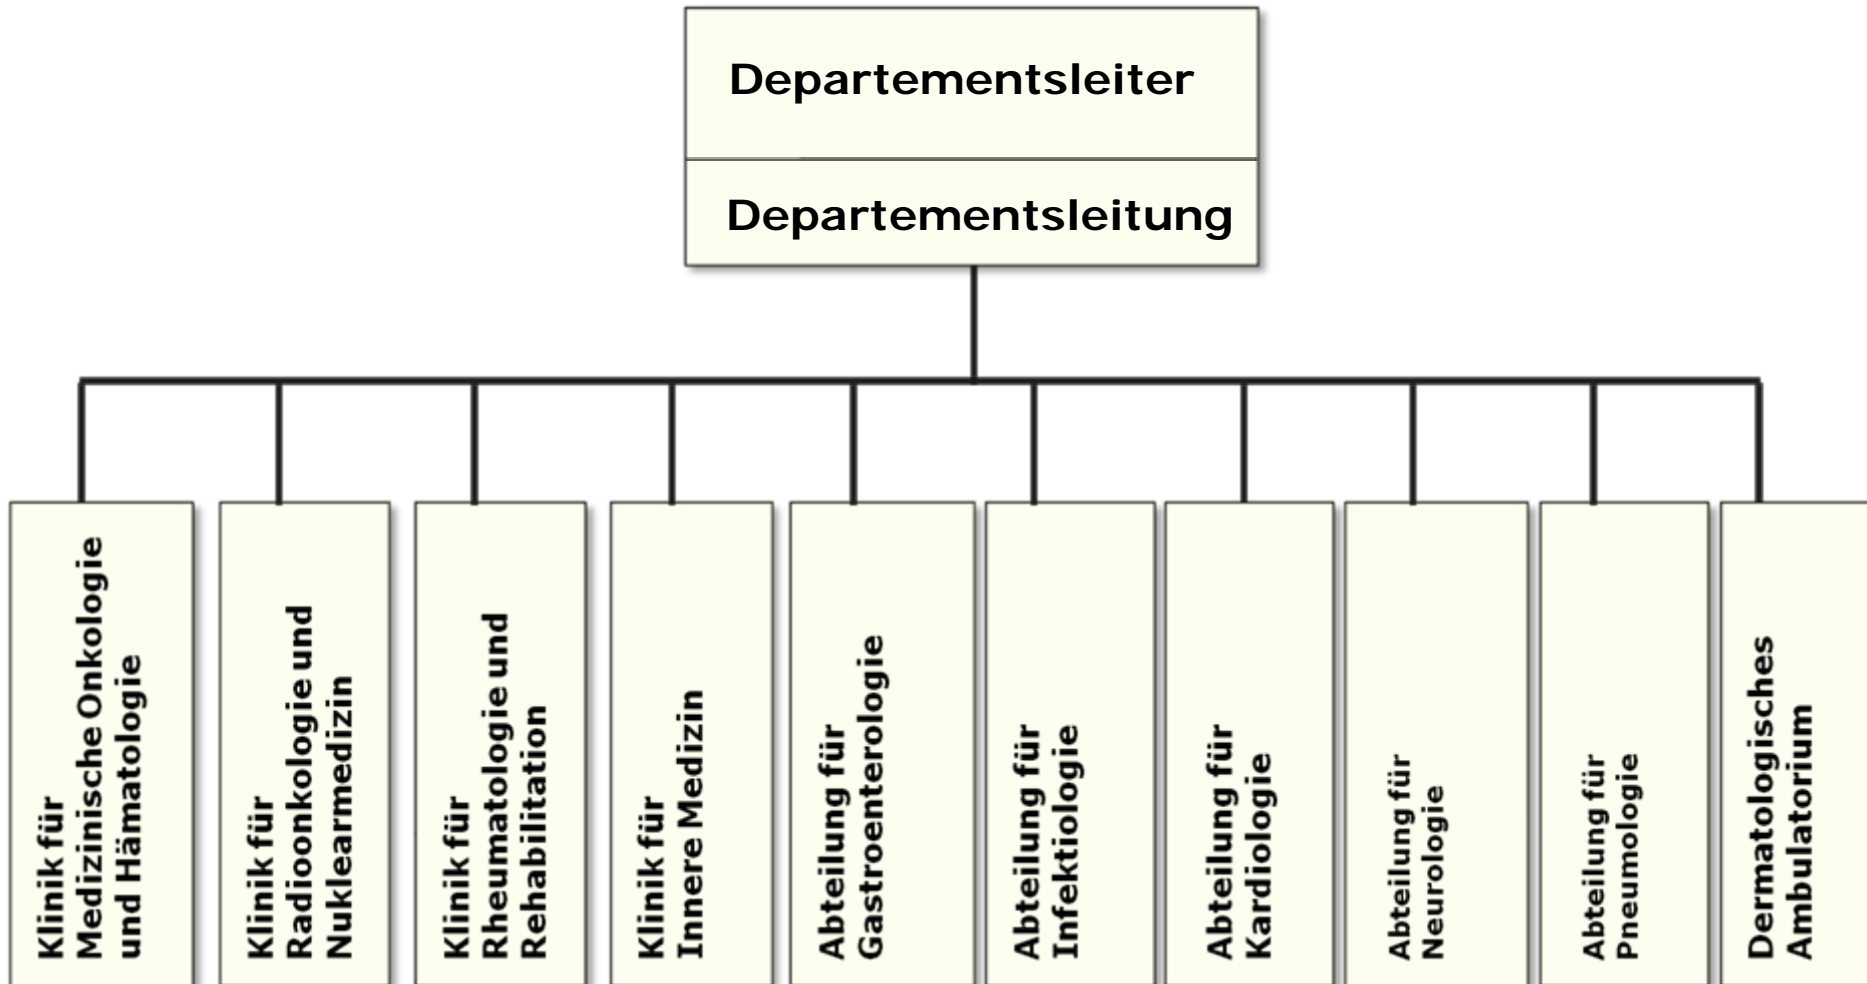 Departementsleiter
Departementsleitung
Klinik für
Medizinische Onkologie
und Hämatologie
Klinik für
Radioonkologie und
Nuklearmedizin
Klinik für
Rheumatologie und
Rehabilitation
Klinik für
Innere Medizin
Abteilung für
Gastroenterologie
Abteilung für
Infektiologie
Abteilung für
Kardiologie
Abteilung für
Neurologie
Abteilung für
Pneumologie
Dermatologisches
Ambulatorium